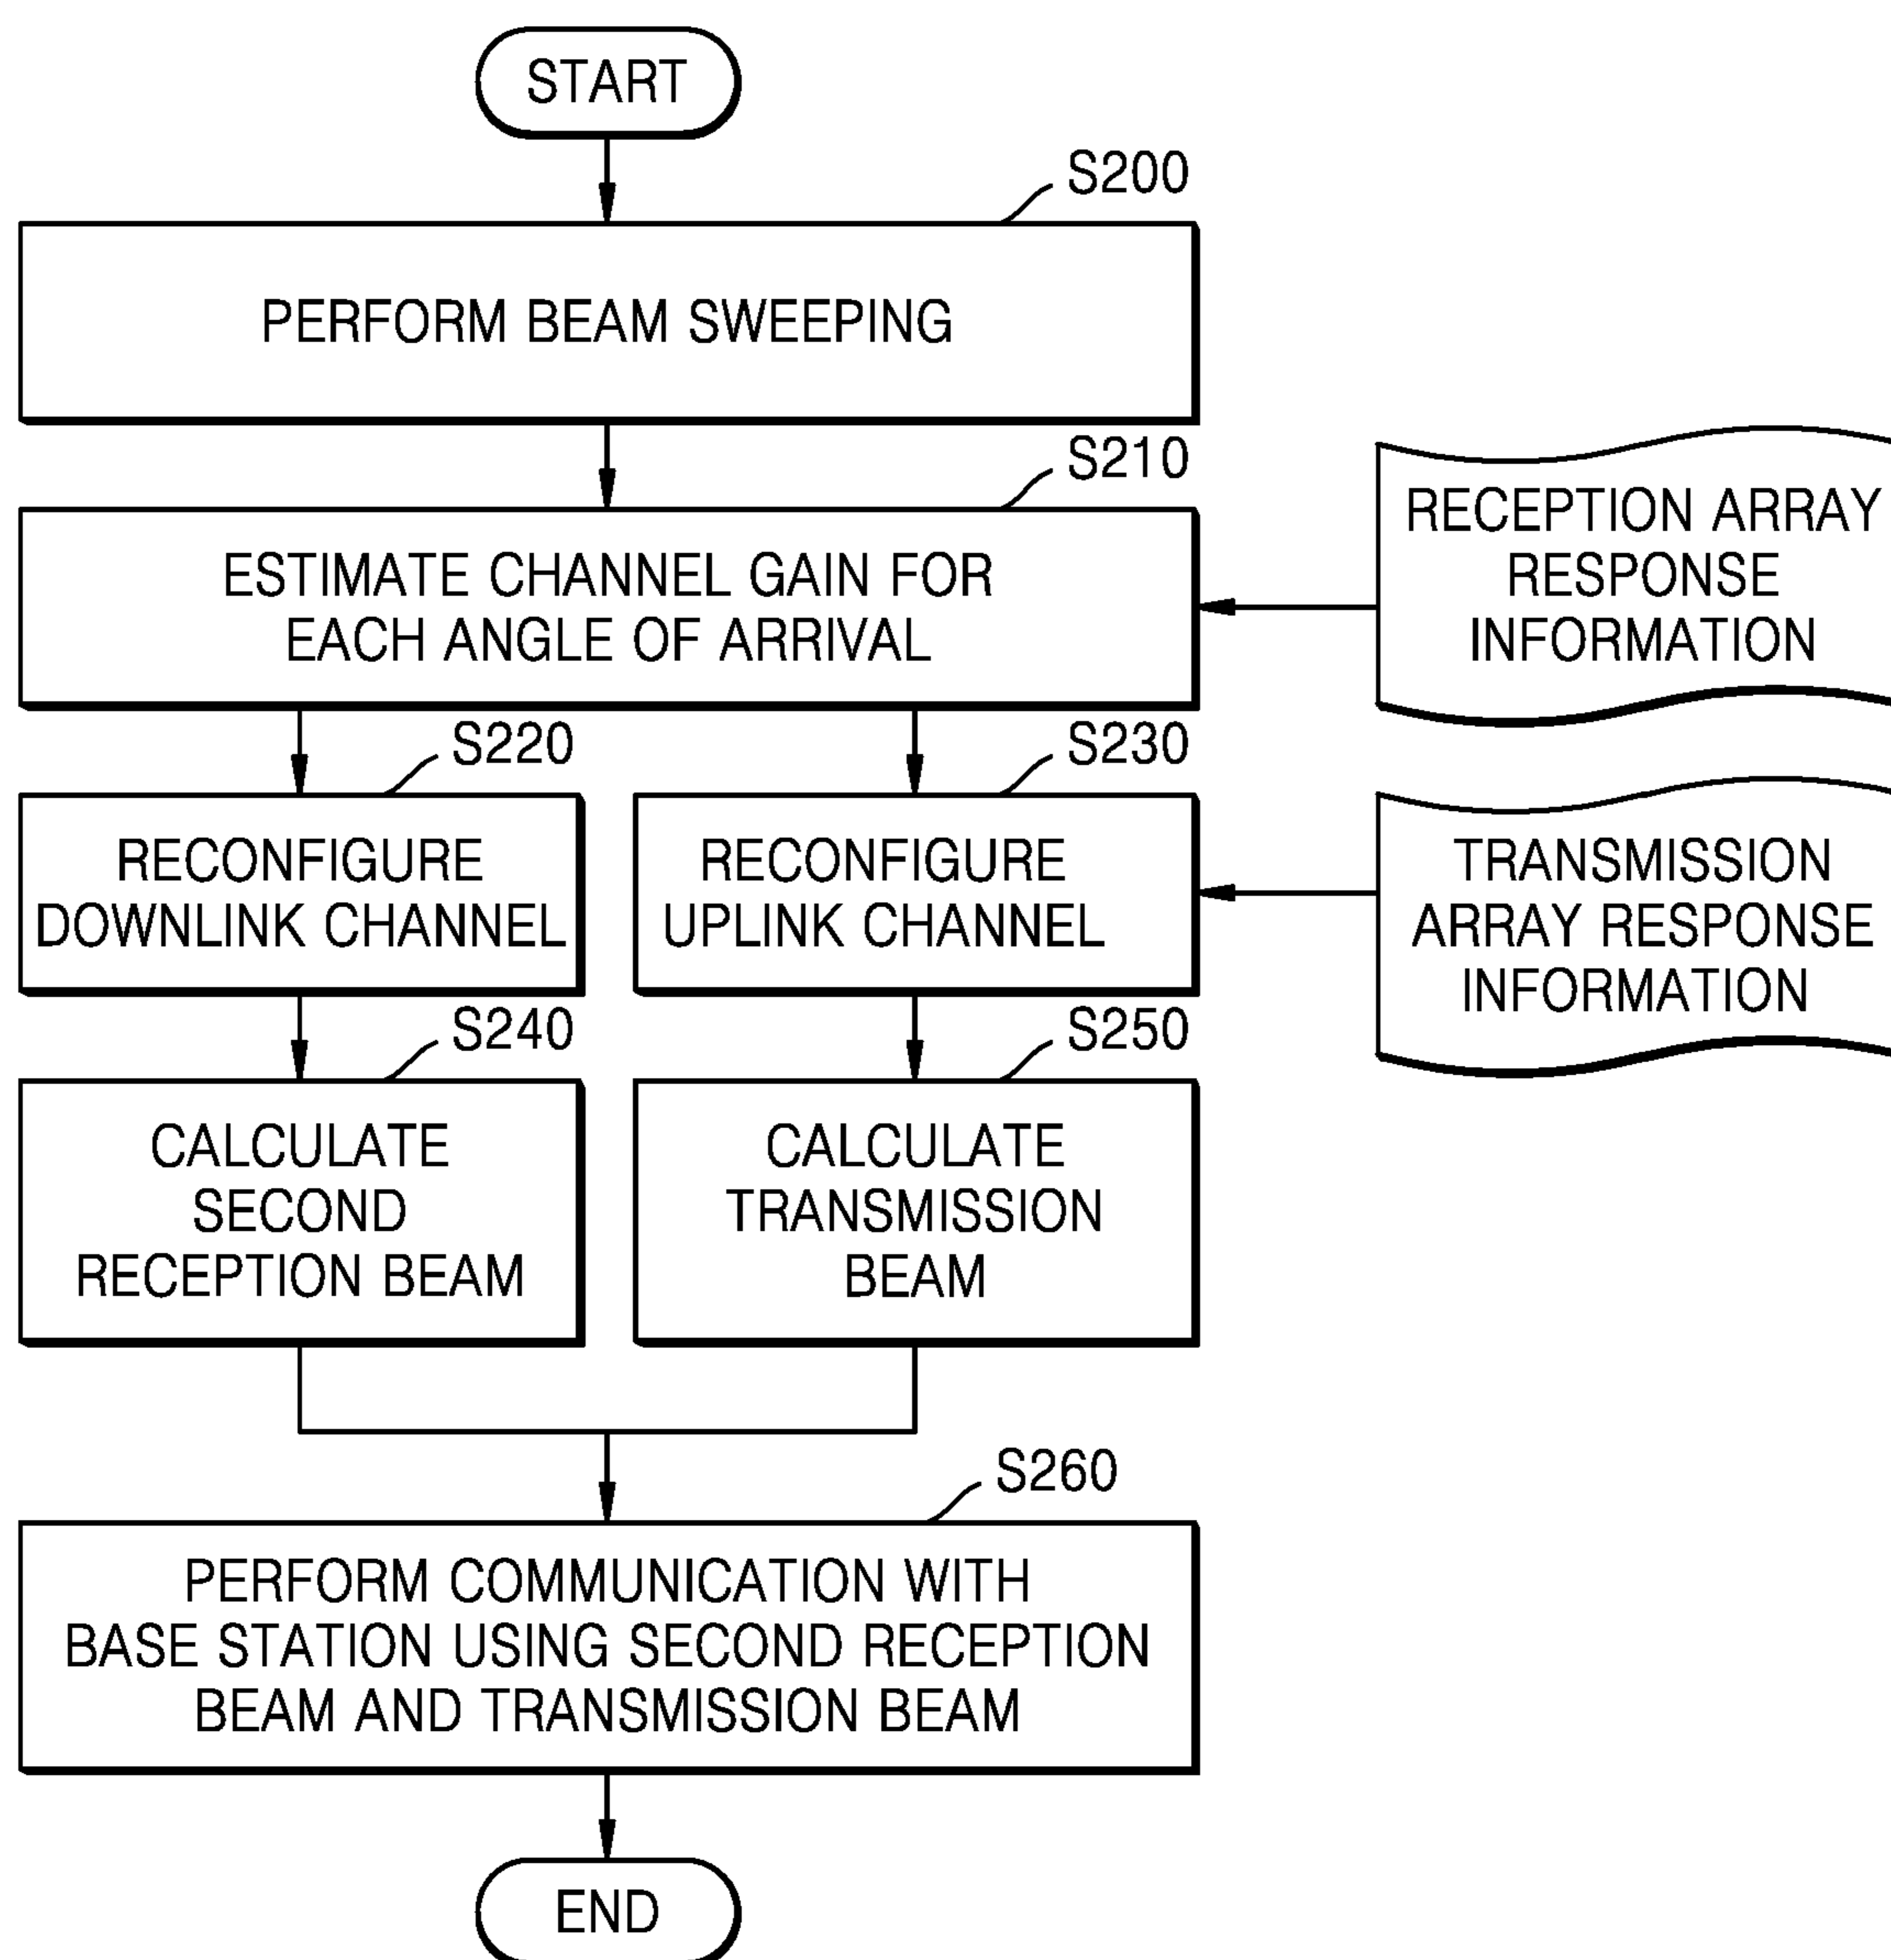 START
S200
PERFORM BEAM SWEEPING
S210
ESTIMATE CHANNEL GAIN FOR
EACH ANGLE OF ARRIVAL
RECEPTION ARRAY
RESPONSE
INFORMATION
S220
RECONFIGURE
DOWNLINK CHANNEL
S230
RECONFIGURE
UPLINK CHANNEL
TRANSMISSION
ARRAY RESPONSE
INFORMATION
S240
CALCULATE
SECOND
RECEPTION BEAM
S250
CALCULATE
TRANSMISSION
BEAM
S260
PERFORM COMMUNICATION WITH
BASE STATION USING SECOND RECEPTION
BEAM AND TRANSMISSION BEAM
END